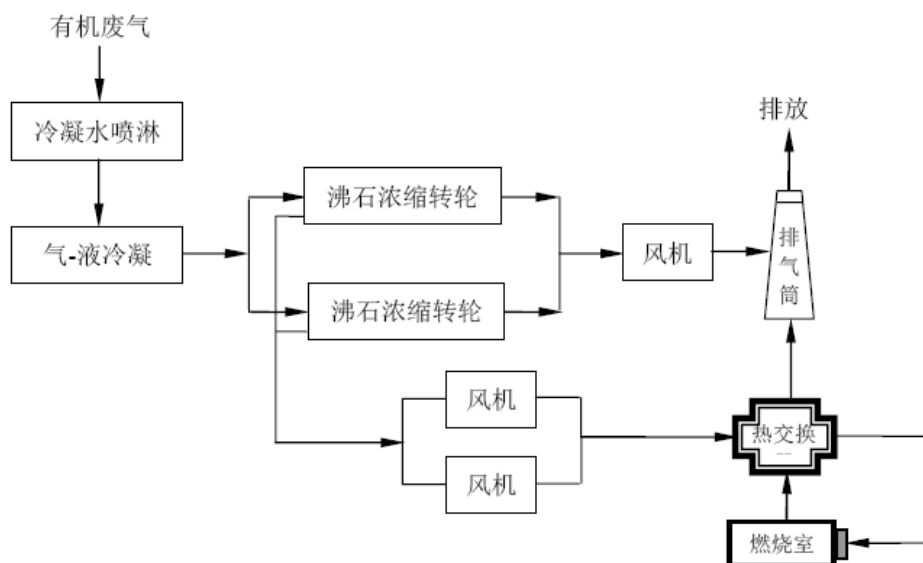 有机废气
冷凝水喷淋
气-液冷凝
沸石浓缩转轮
沸石浓缩转轮
风机
排放
排气筒
风机
风机
热交换
燃烧室